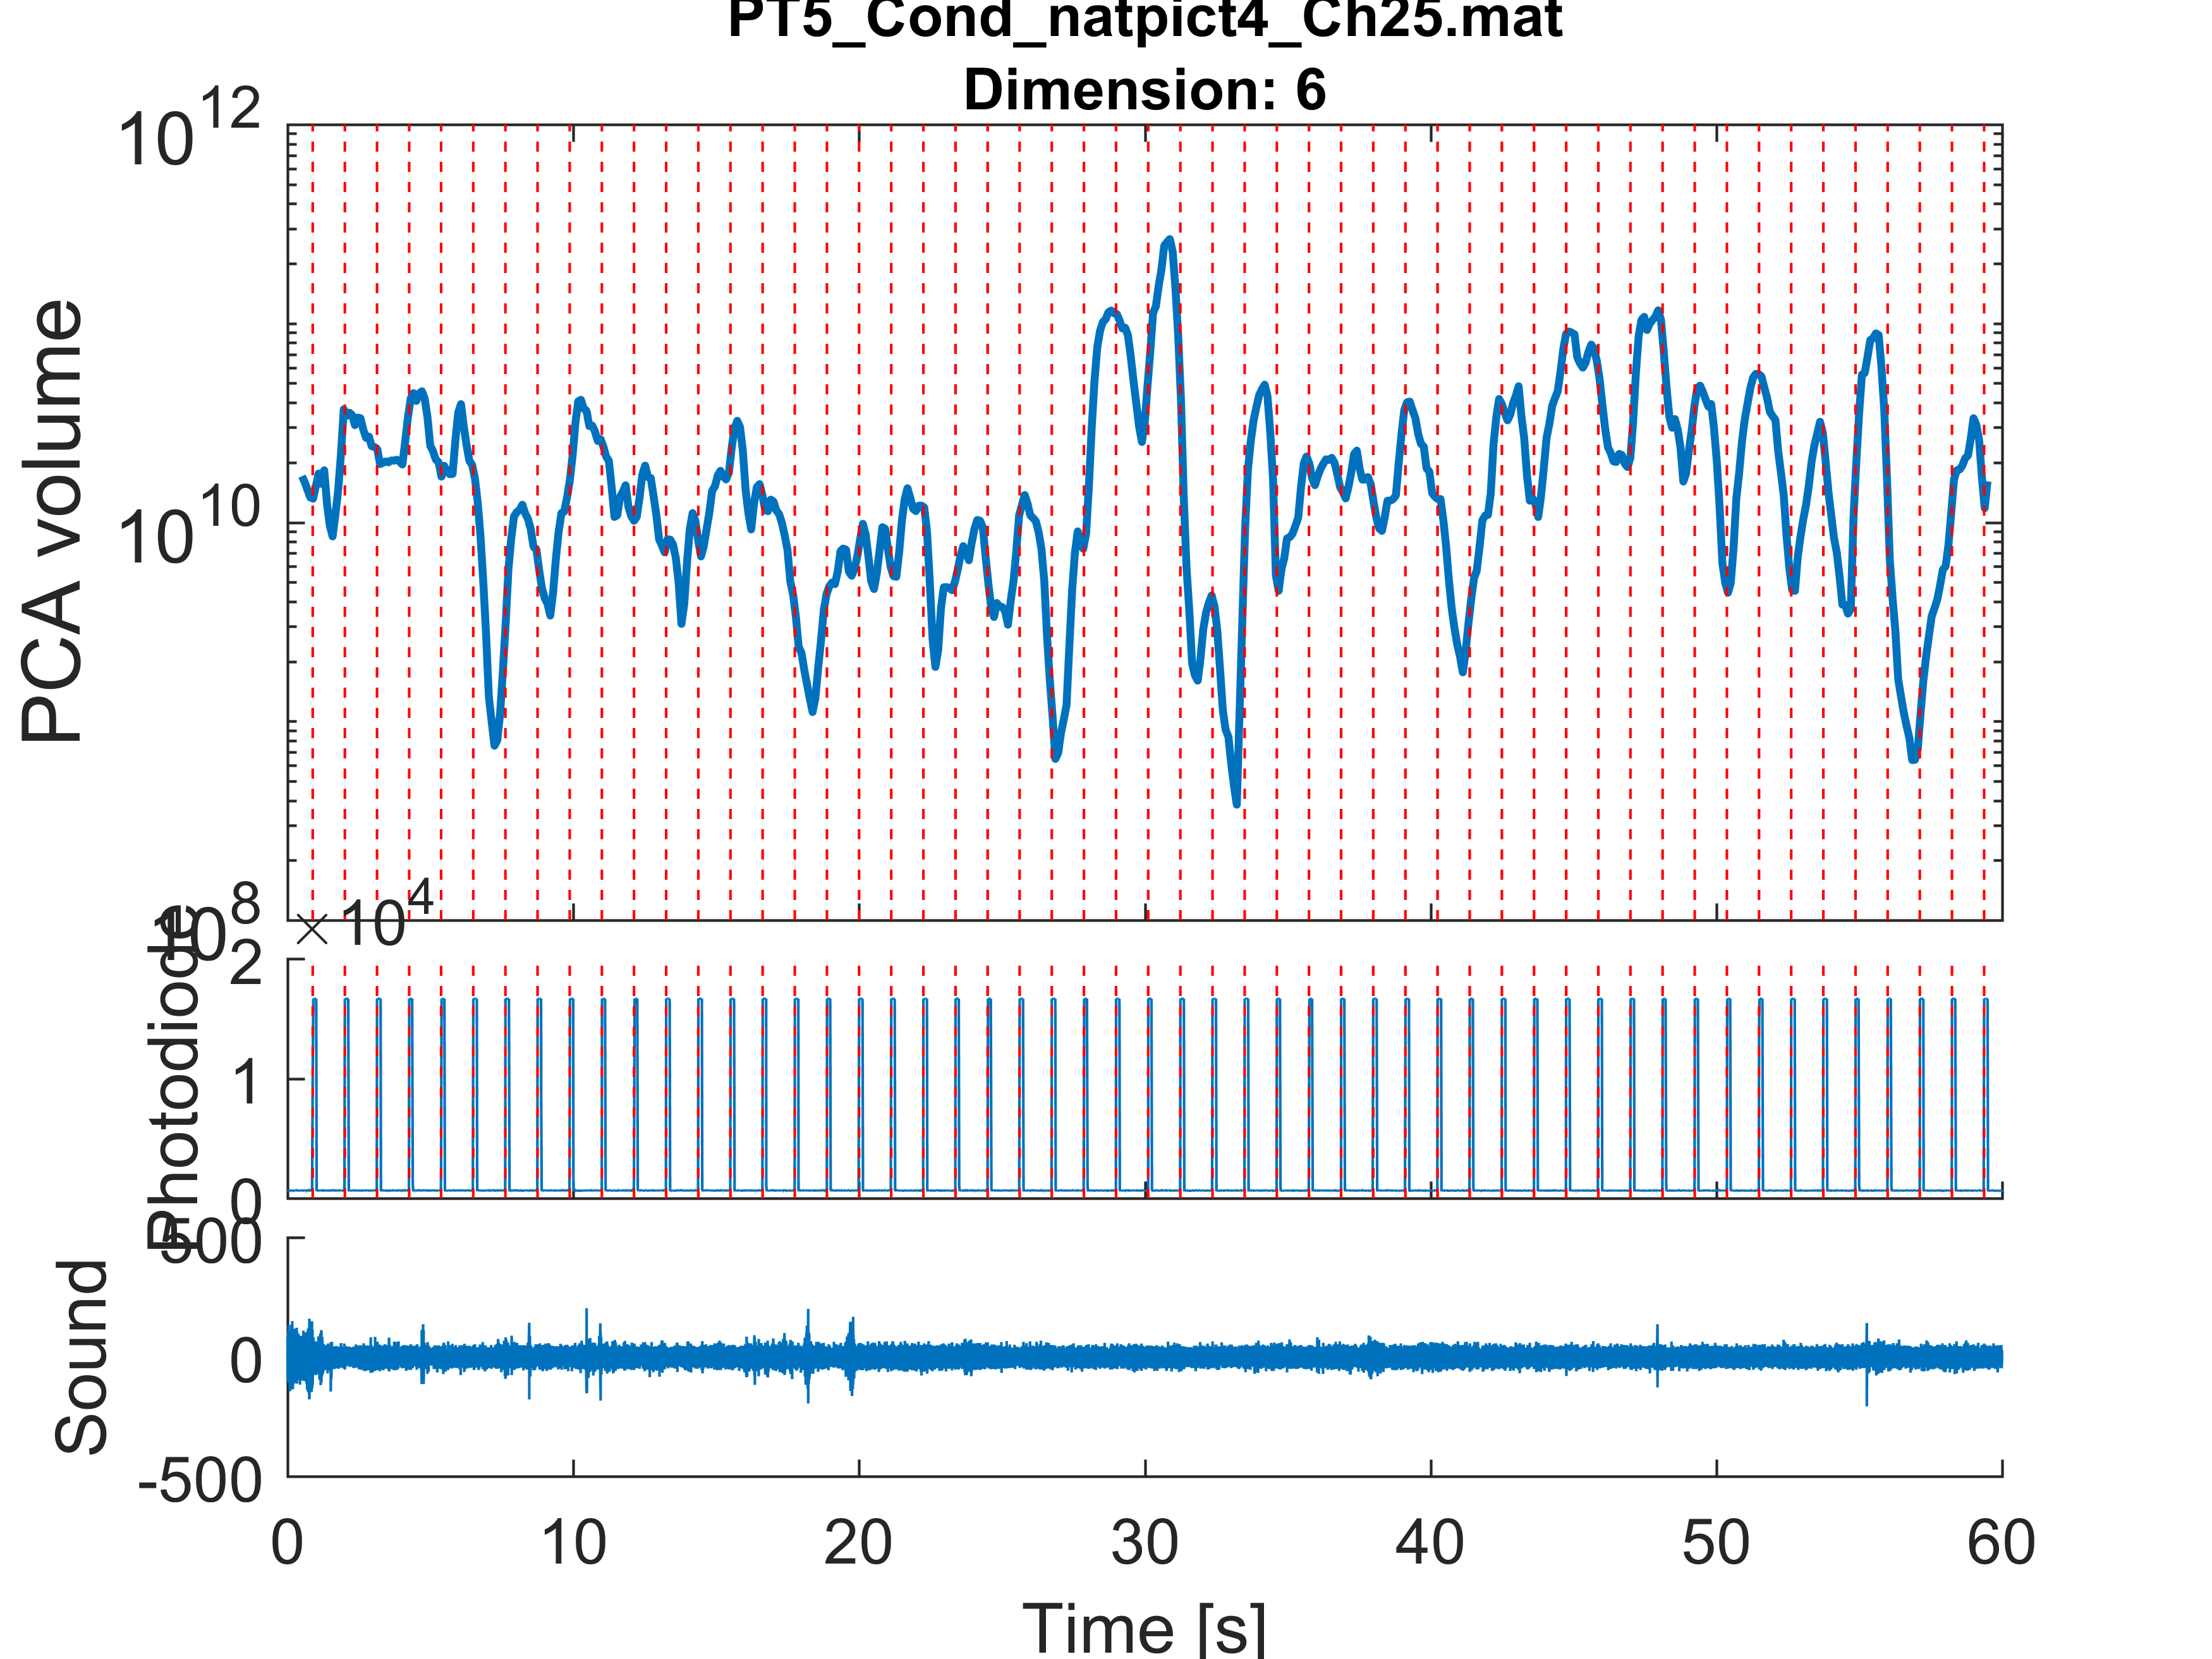 PT5_Cond_natpict4_Ch25.mat
Dimension: 6
PCA volume
10^12
10^10
10^8
×10^4
Photodiode
2
1
0
Sound
500
0
-500
0 10 20 30 40 50 60
Time [s]